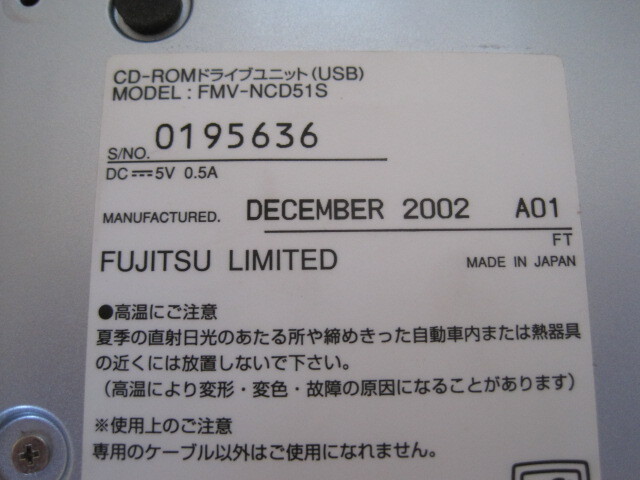 CD-ROMドライブユニット(USB)
MODEL : FMV-NCD51S
S/NO. 0195636
DC⎓5V 0.5A
MANUFACTURED. DECEMBER 2002 A01
FT
FUJITSU LIMITED MADE IN JAPAN
●高温にご注意
夏季の直射日光のあたる所や締めきった自動車内または熱器具
の近くには放置しないで下さい。
(高温により変形・変色・故障の原因になることがあります)
※使用上のご注意
専用のケーブル以外はご使用になれません。